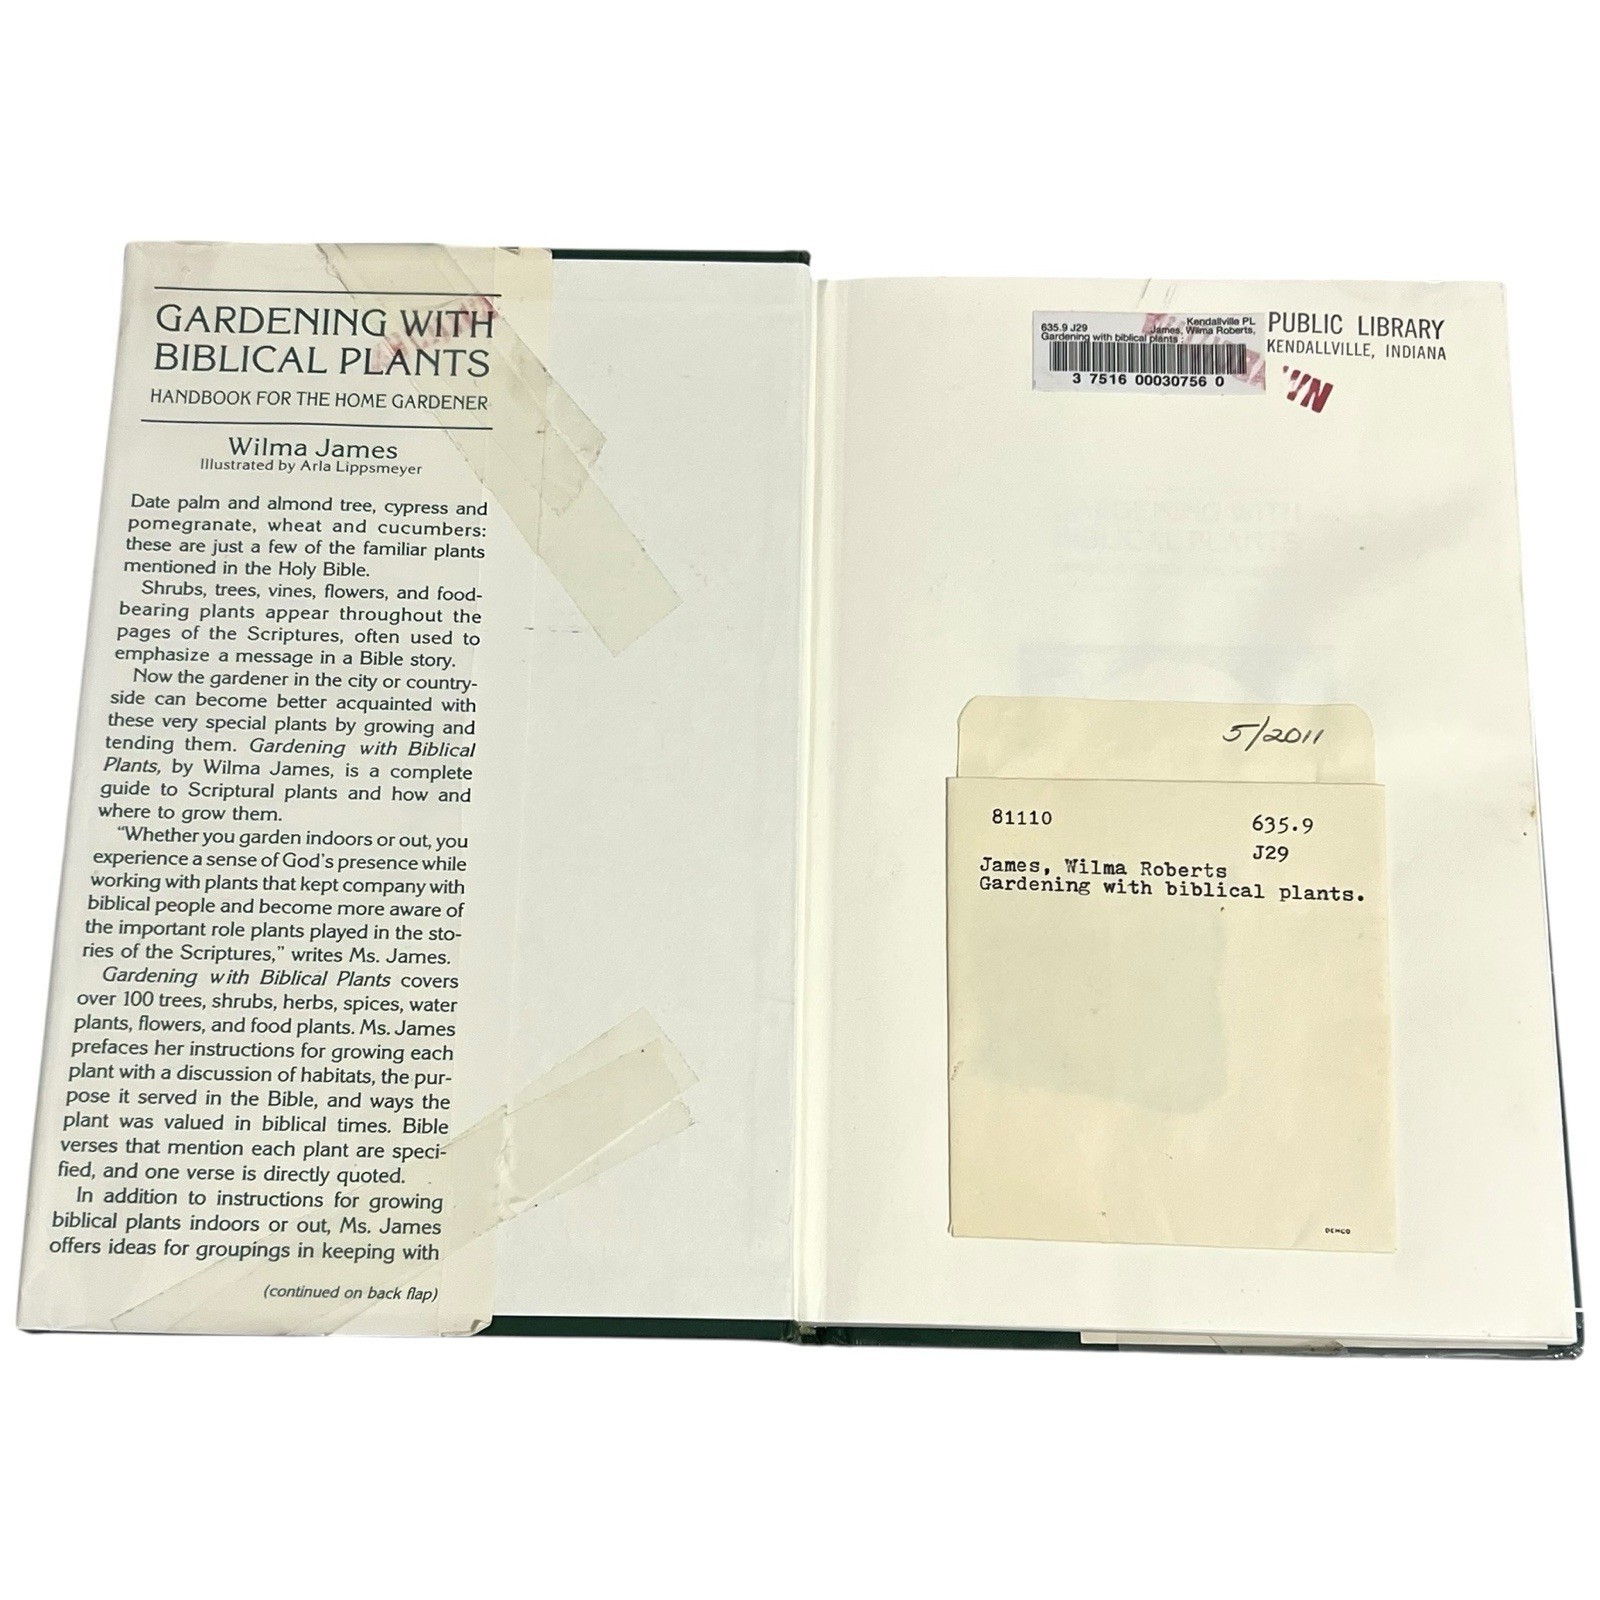 GARDENING WITH
BIBLICAL PLANTS
HANDBOOK FOR THE HOME GARDENER
Wilma James
Illustrated by Arla Lippsmeyer
Date palm and almond tree, cypress and
pomegranate, wheat and cucumbers:
these are just a few of the familiar plants
mentioned in the Holy Bible.
Shrubs, trees, vines, flowers, and food-
bearing plants appear throughout the
pages of the Scriptures, often used to
emphasize a message in a Bible story.
Now the gardener in the city or country-
side can become better acquainted with
these very special plants by growing and
tending them. Gardening with Biblical
Plants, by Wilma James, is a complete
guide to Scriptural plants and how and
where to grow them.
"Whether you garden indoors or out, you
experience a sense of God's presence while
working with plants that kept company with
biblical people and become more aware of
the important role plants played in the sto-
ries of the Scriptures," writes Ms. James.
Gardening with Biblical Plants covers
over 100 trees, shrubs, herbs, spices, water
plants, flowers, and food plants. Ms. James
prefaces her instructions for growing each
plant with a discussion of habitats, the pur-
pose it served in the Bible, and ways the
plant was valued in biblical times. Bible
verses that mention each plant are speci-
fied, and one verse is directly quoted.
In addition to instructions for growing
biblical plants indoors or out, Ms. James
offers ideas for groupings in keeping with
(continued on back flap)
Kendallville PL
635.9 J29 James, Wilma Roberts,
Gardening with biblical plants :
3 7516 00030756 0
PUBLIC LIBRARY
KENDALLVILLE, INDIANA
5/2011
81110 635.9
J29
James, Wilma Roberts
Gardening with biblical plants.
DEMCO